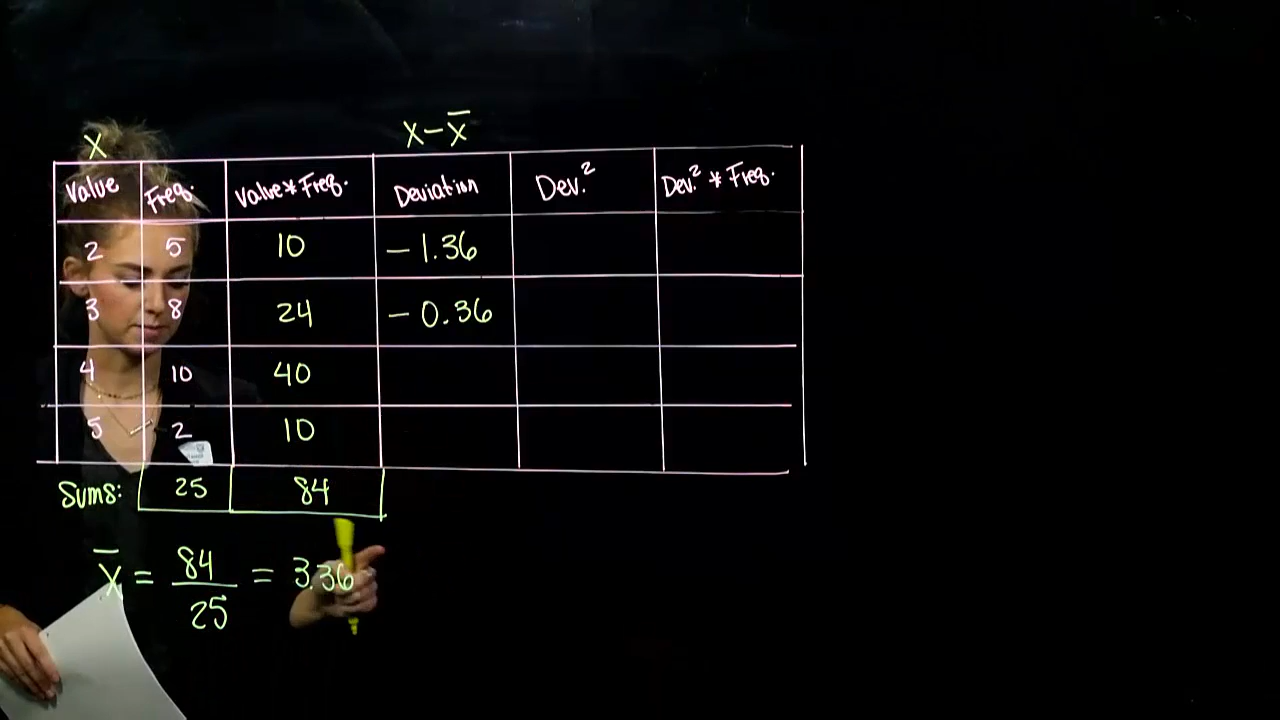 X X-X̄
Value Freq. Value*Freq. Deviation Dev.² Dev.² * Freq.
2 5 10 -1.36
3 8 24 -0.36
4 10 40
5 2 10
Sums: 25 84
X̄ = 84/25 = 3.36